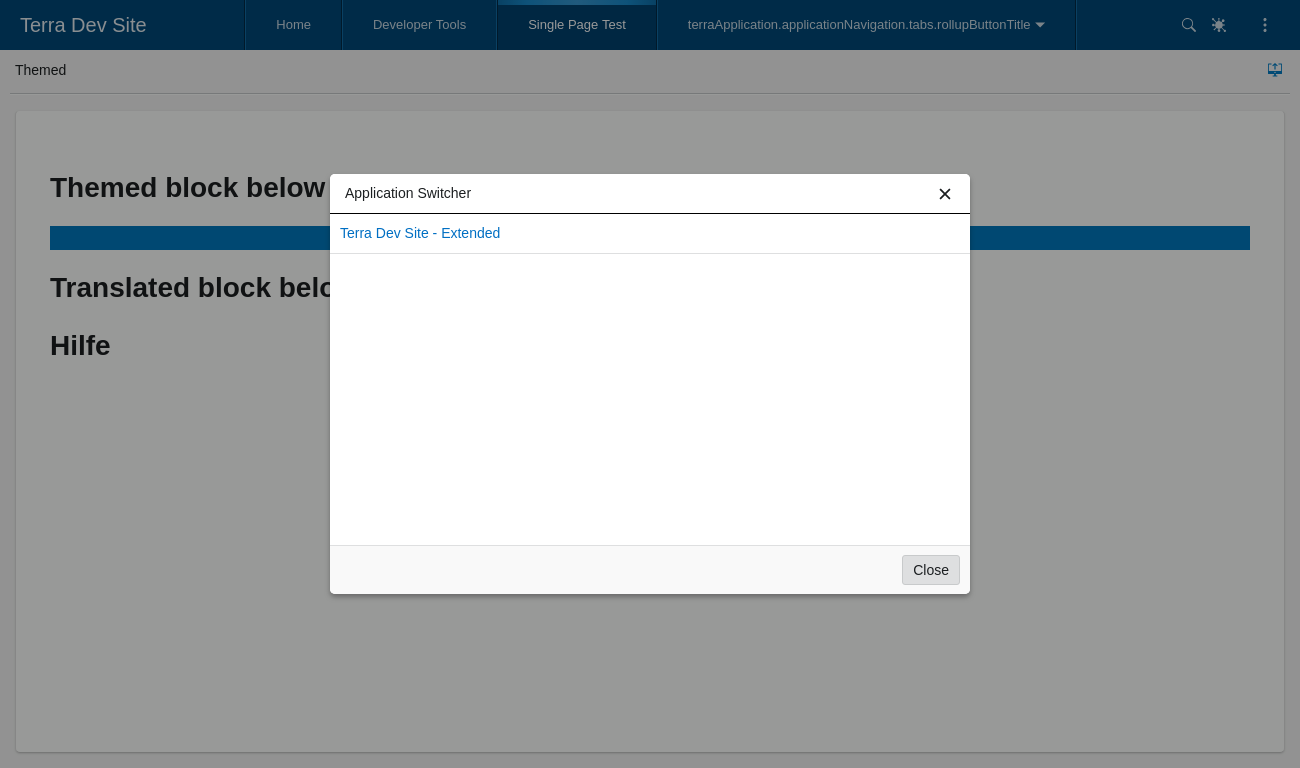 Terra Dev Site
Home
Developer Tools
Single Page Test
terraApplication.applicationNavigation.tabs.rollupButtonTitle
Themed
Themed block below
Application Switcher
Terra Dev Site - Extended
Translated block belo
Hilfe
Close